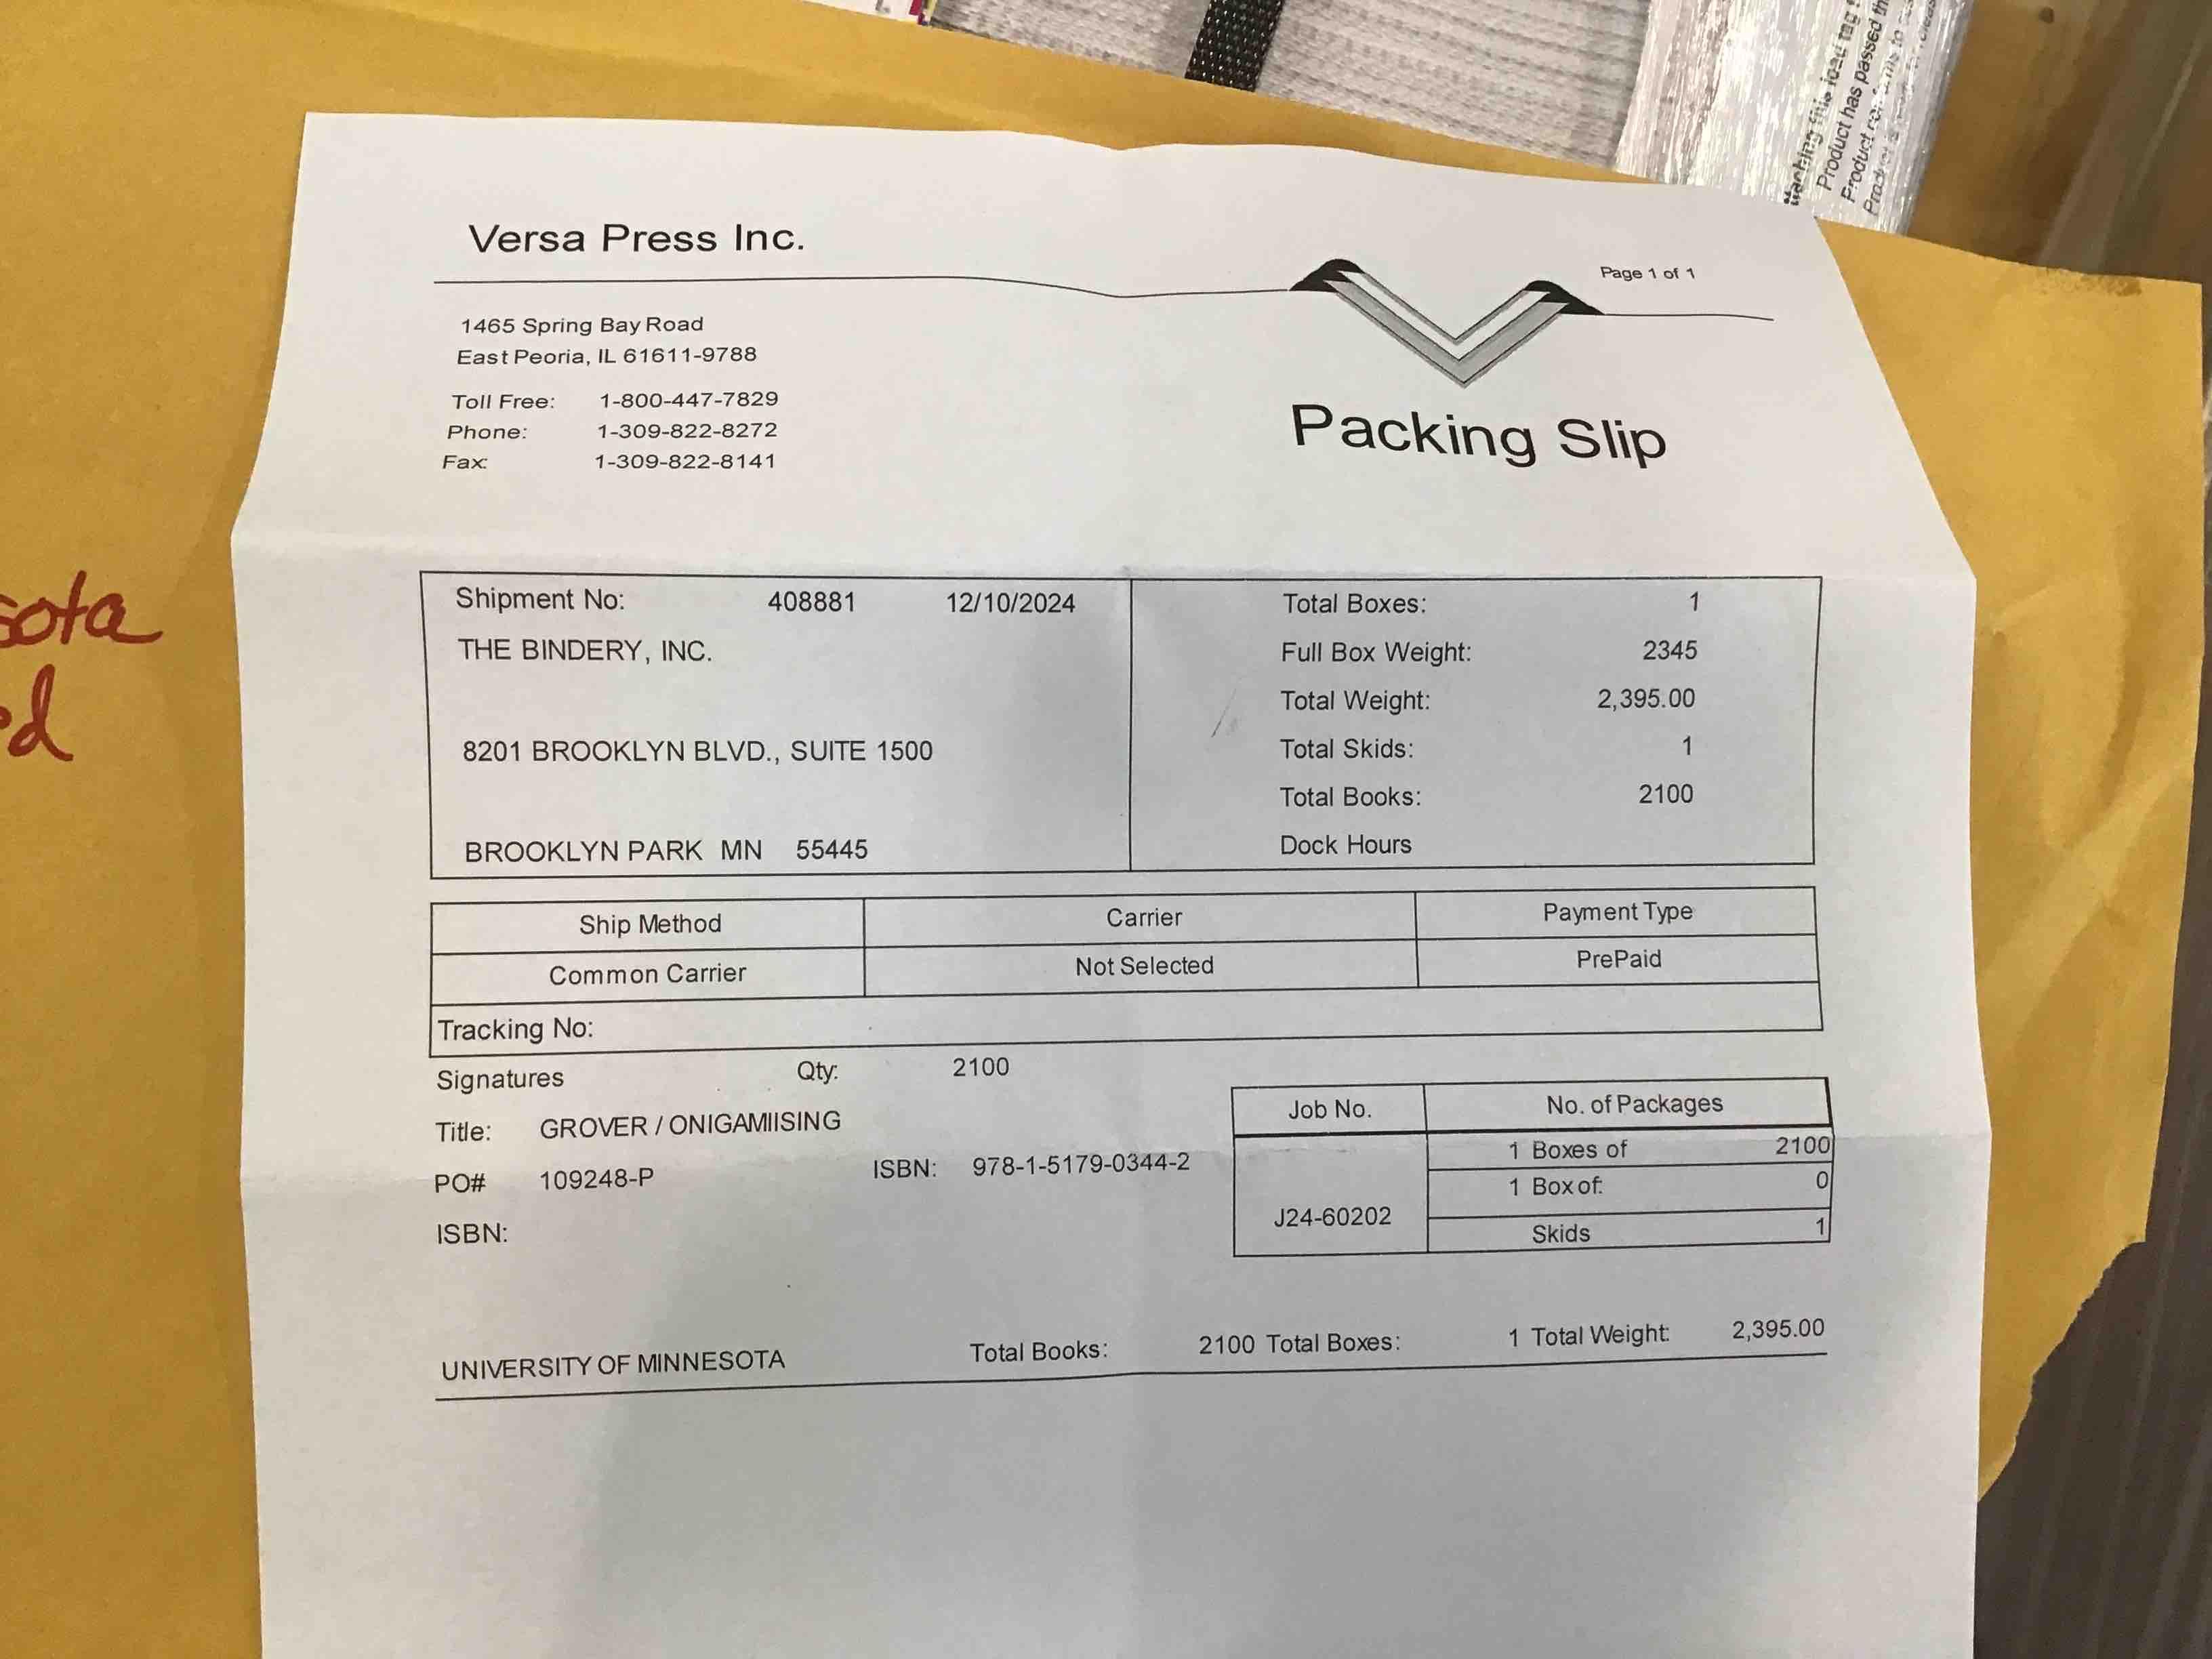 Versa Press Inc.
Page 1 of 1
1465 Spring Bay Road
East Peoria, IL 61611-9788
Toll Free: 1-800-447-7829
Phone: 1-309-822-8272
Fax: 1-309-822-8141
Packing Slip
Shipment No: 408881 12/10/2024
THE BINDERY, INC.
8201 BROOKLYN BLVD., SUITE 1500
BROOKLYN PARK MN 55445
Total Boxes: 1
Full Box Weight: 2345
Total Weight: 2,395.00
Total Skids: 1
Total Books: 2100
Dock Hours
Ship Method Carrier Payment Type
Common Carrier Not Selected PrePaid
Tracking No:
Signatures Qty: 2100
Title: GROVER / ONIGAMIISING
PO# 109248-P ISBN: 978-1-5179-0344-2
ISBN:
Job No. No. of Packages
J24-60202
1 Boxes of 2100
1 Box of: 0
Skids 1
UNIVERSITY OF MINNESOTA Total Books: 2100 Total Boxes: 1 Total Weight: 2,395.00
sota
d
this load tag
Product has passed th
Product